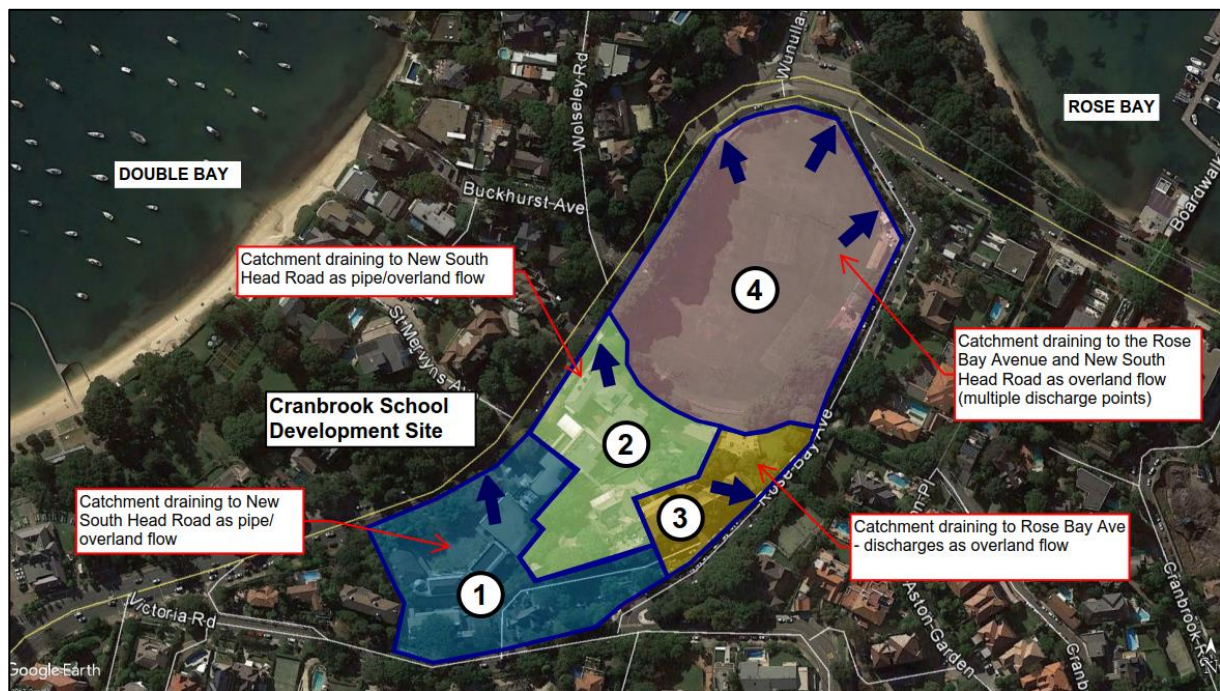 Wunulla
Wolseley Rd
ROSE BAY
DOUBLE BAY
Buckhurst Ave
Boardwalk
Catchment draining to New South
Head Road as pipe/overland flow
4
St Mervyns Av
Catchment draining to the Rose
Bay Avenue and New South
Head Road as overland flow
(multiple discharge points)
Cranbrook School
Development Site
2
Rose Bay Ave
Catchment draining to New
South Head Road as pipe/
overland flow
3
Catchment draining to Rose Bay Ave
- discharges as overland flow
1
Victoria Rd
Aston Garden
Cranbrook Rd
Cranb
Google Earth